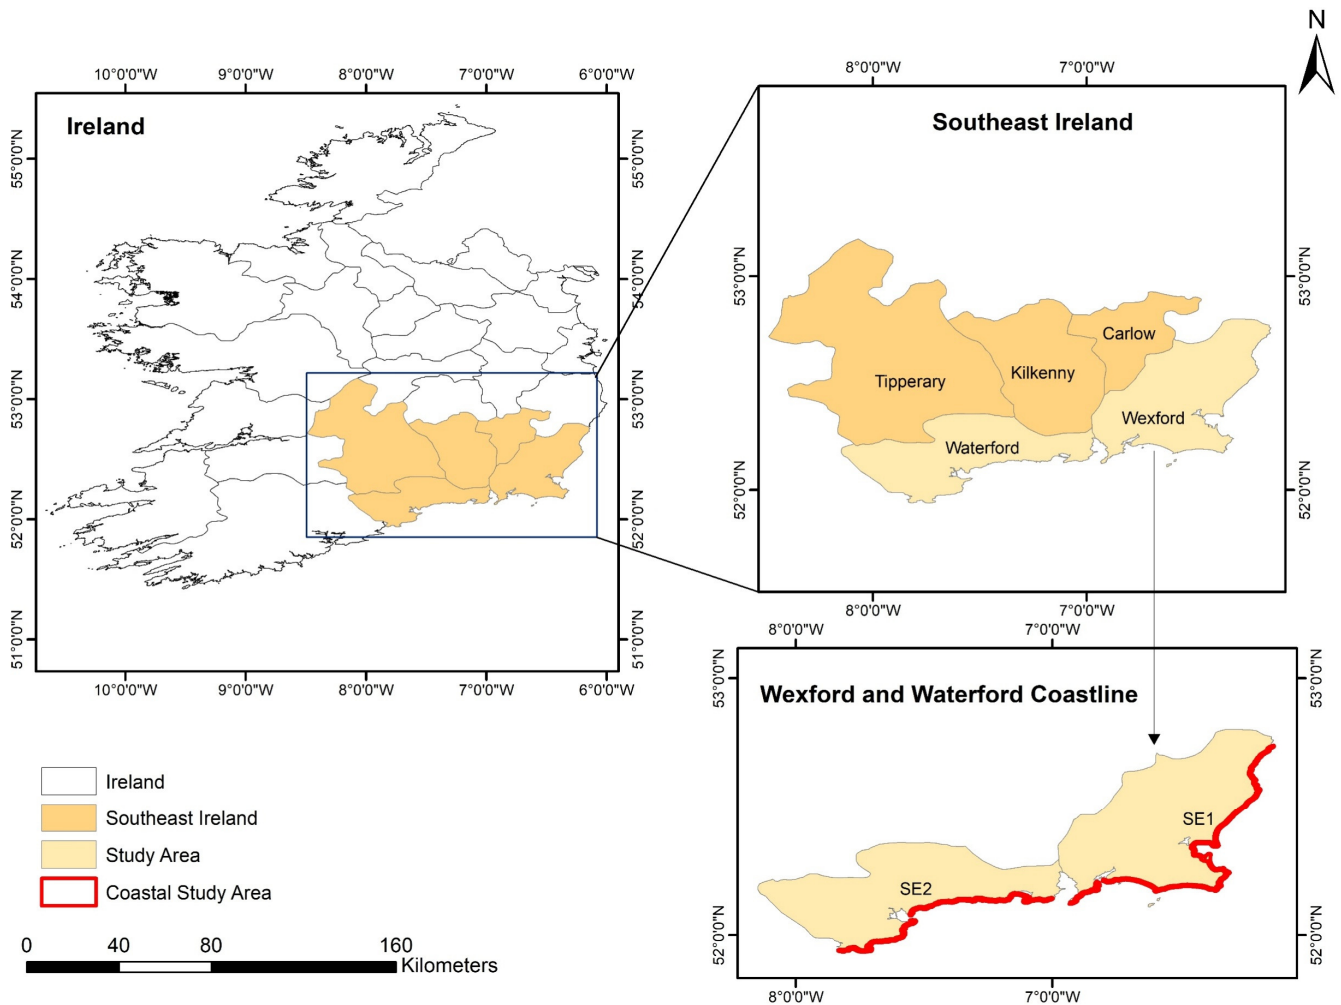 N
10°0'0"W 9°0'0"W 8°0'0"W 7°0'0"W 6°0'0"W
Ireland
55°0'0"N
54°0'0"N
53°0'0"N
52°0'0"N
51°0'0"N
55°0'0"N
54°0'0"N
53°0'0"N
52°0'0"N
51°0'0"N
10°0'0"W 9°0'0"W 8°0'0"W 7°0'0"W 6°0'0"W
8°0'0"W 7°0'0"W
Southeast Ireland
53°0'0"N
52°0'0"N
53°0'0"N
52°0'0"N
Carlow
Kilkenny
Tipperary
Wexford
Waterford
8°0'0"W 7°0'0"W
8°0'0"W 7°0'0"W
53°0'0"N
52°0'0"N
53°0'0"N
52°0'0"N
Wexford and Waterford Coastline
SE1
SE2
8°0'0"W 7°0'0"W
Ireland
Southeast Ireland
Study Area
Coastal Study Area
0 40 80 160
Kilometers